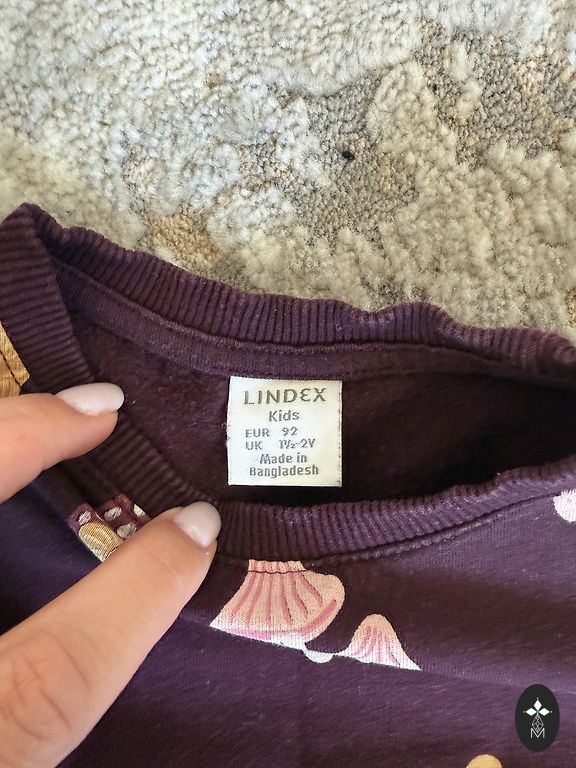 LINDEX
Kids
EUR 92
UK 1½-2Y
Made in
Bangladesh
M